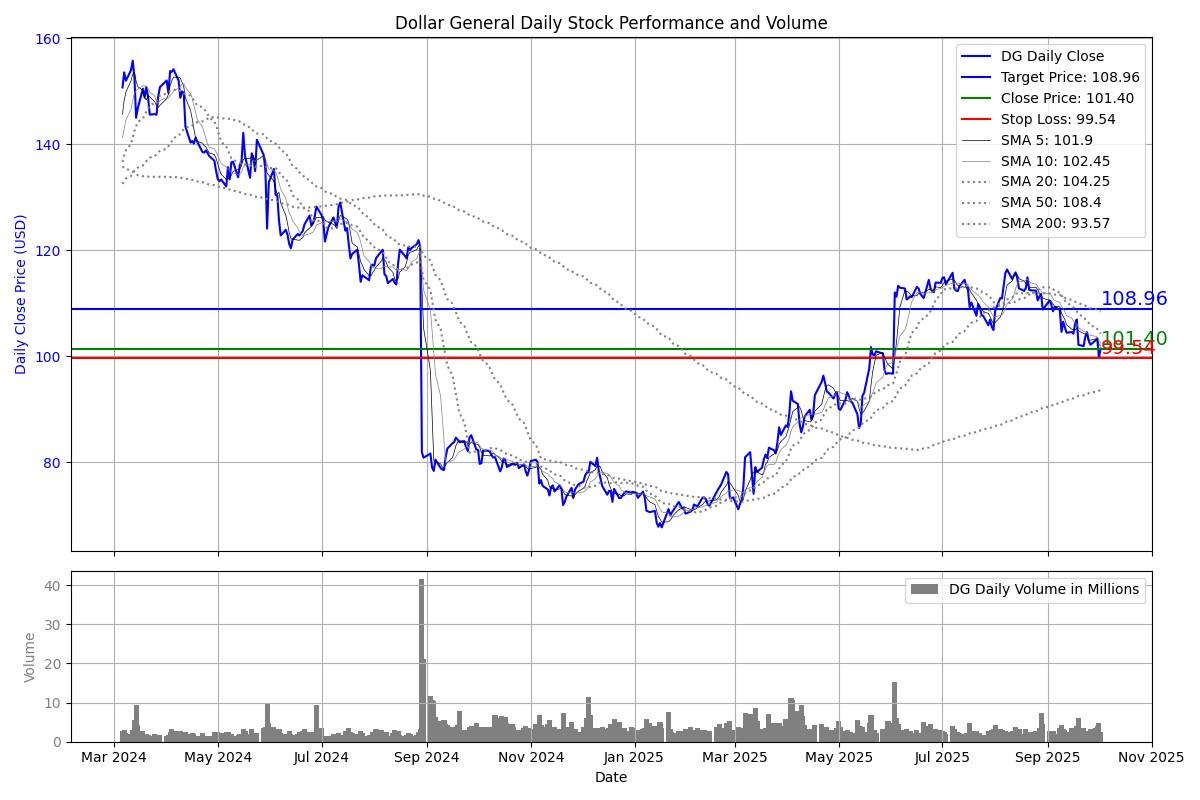 Dollar General Daily Stock Performance and Volume
Daily Close Price (USD)
160
140
120
100
80
DG Daily Close
Target Price: 108.96
Close Price: 101.40
Stop Loss: 99.54
SMA 5: 101.9
SMA 10: 102.45
SMA 20: 104.25
SMA 50: 108.4
SMA 200: 93.57
108.96
101.40
99.54
Volume
40
30
20
10
0
DG Daily Volume in Millions
Mar 2024 May 2024 Jul 2024 Sep 2024 Nov 2024 Jan 2025 Mar 2025 May 2025 Jul 2025 Sep 2025 Nov 2025
Date